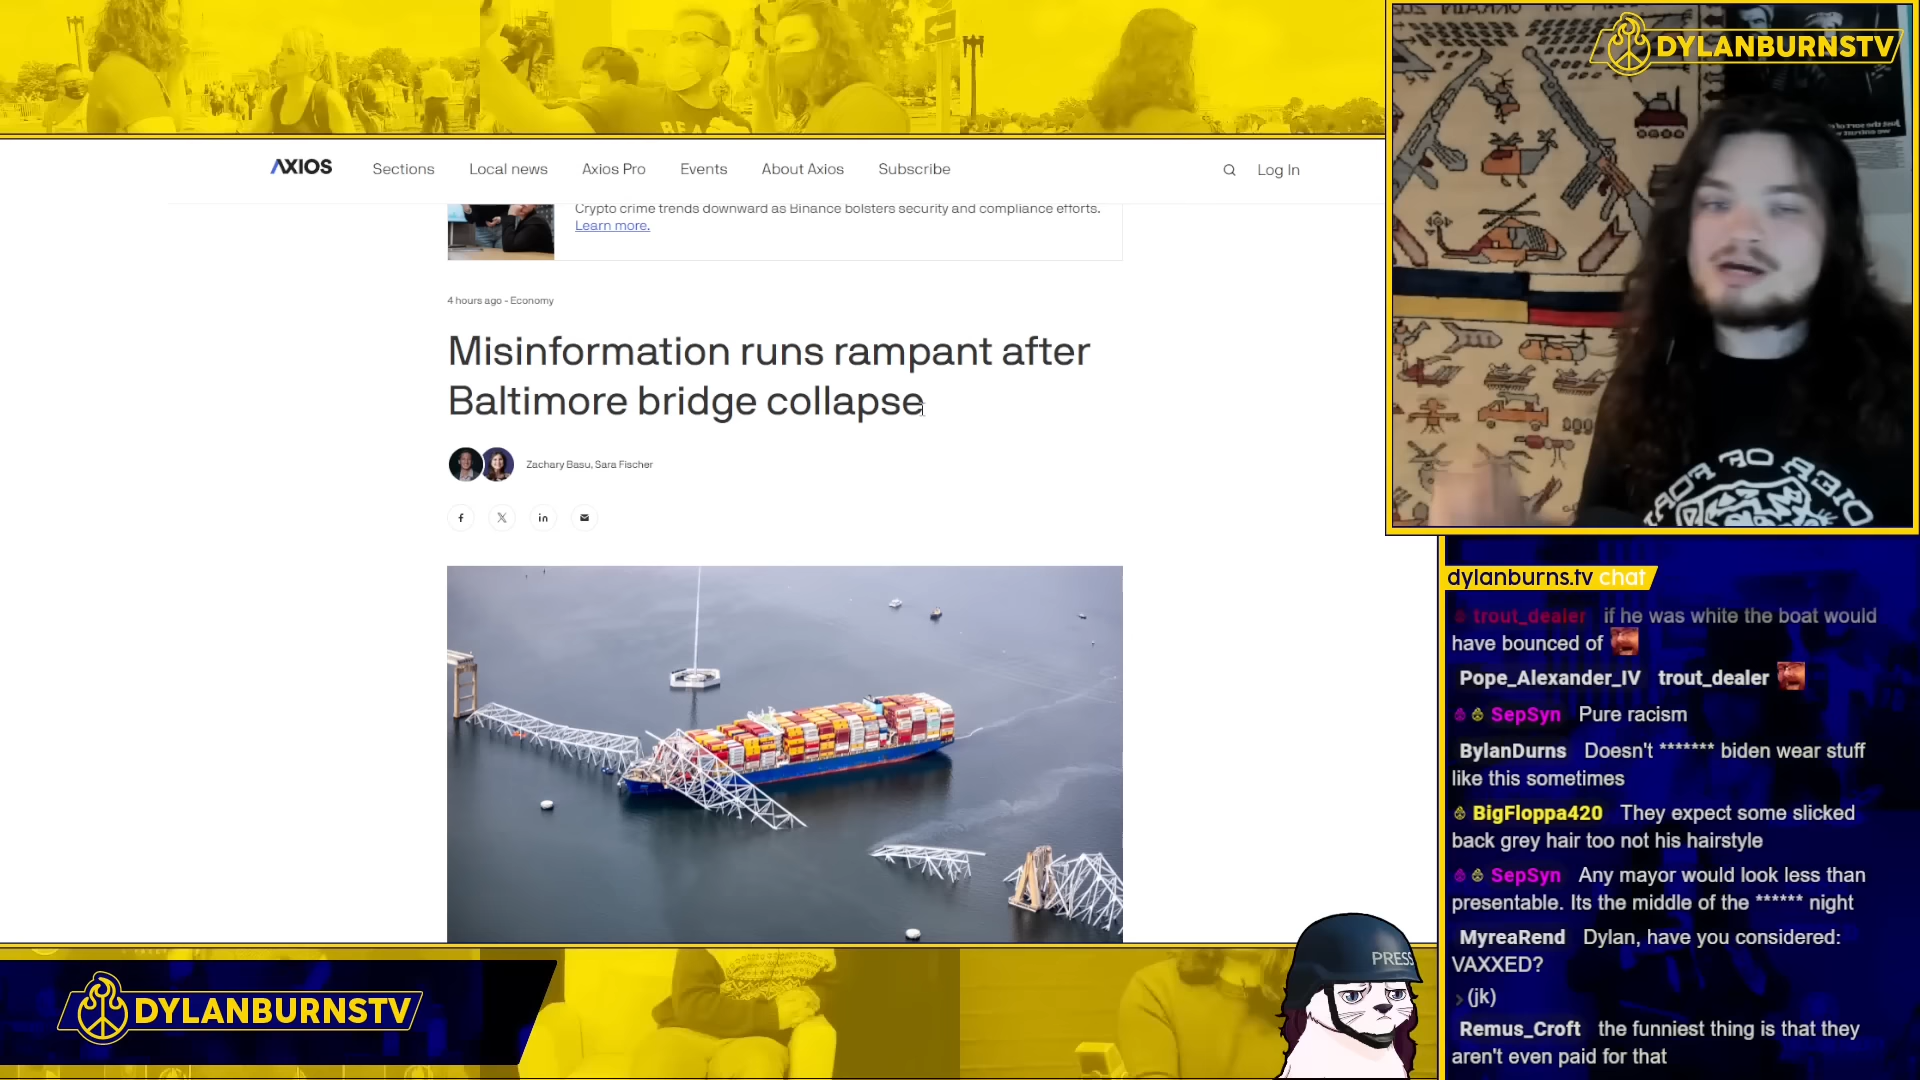 AXIOS
Sections
Local news
Axios Pro
Events
About Axios
Subscribe
Log In
Crypto crime trends downward as Binance bolsters security and compliance efforts.
Learn more.
4 hours ago - Economy
Misinformation runs rampant after
Baltimore bridge collapse
Zachary Basu, Sara Fischer
DYLANBURNSTV
dylanburns.tv chat
trout_dealer if he was white the boat would
have bounced of
Pope_Alexander_IV trout_dealer
SepSyn Pure racism
BylanDurns Doesn't ******* biden wear stuff
like this sometimes
BigFloppa420 They expect some slicked
back grey hair too not his hairstyle
SepSyn Any mayor would look less than
presentable. Its the middle of the ****** night
MyreaRend Dylan, have you considered:
VAXXED?
(jk)
Remus_Croft the funniest thing is that they
aren't even paid for that
DYLANBURNSTV
PRESS